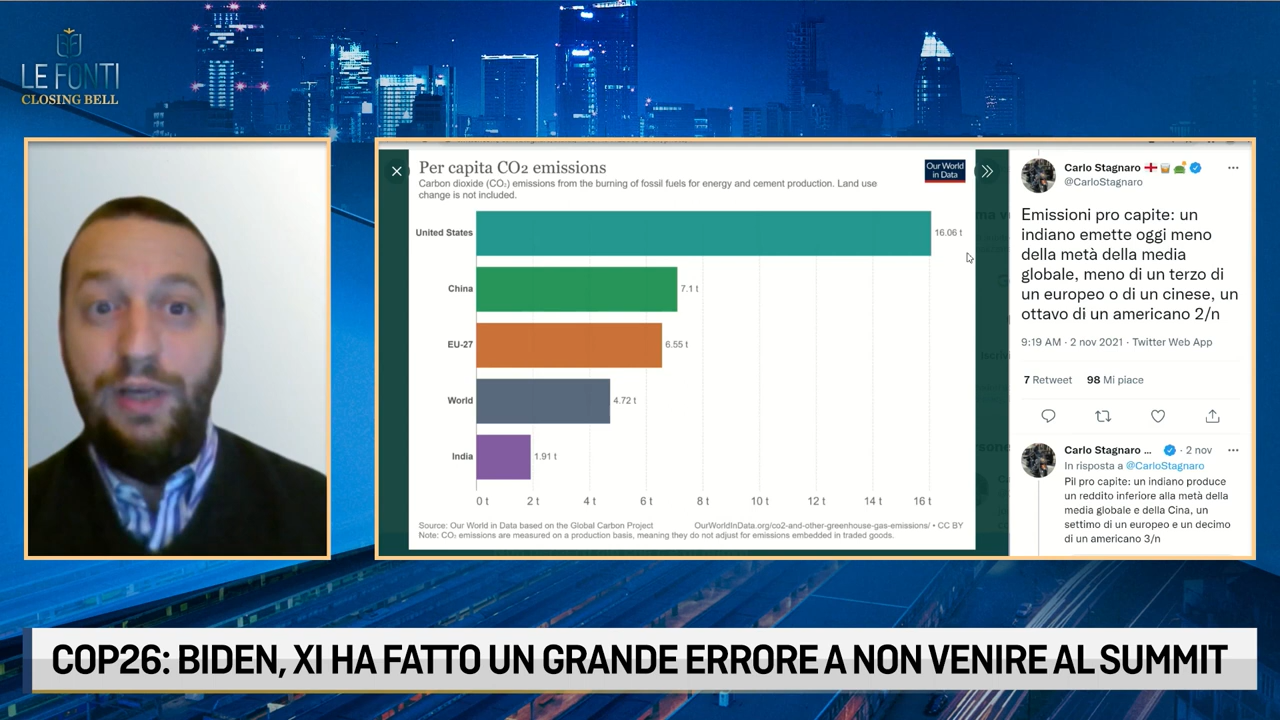 LE FONTI
CLOSING BELL
Per capita CO₂ emissions
Carbon dioxide (CO₂) emissions from the burning of fossil fuels for energy and cement production. Land use
change is not included.
Our World
in Data
United States
16.06 t
China
7.1 t
EU-27
6.55 t
World
4.72 t
India
1.91 t
0 t 2 t 4 t 6 t 8 t 10 t 12 t 14 t 16 t
Source: Our World in Data based on the Global Carbon Project OurWorldInData.org/co2-and-other-greenhouse-gas-emissions/ • CC BY
Note: CO₂ emissions are measured on a production basis, meaning they do not adjust for emissions embedded in traded goods.
Carlo Stagnaro
@CarloStagnaro
Emissioni pro capite: un
indiano emette oggi meno
della metà della media
globale, meno di un terzo di
un europeo o di un cinese, un
ottavo di un americano 2/n
9:19 AM · 2 nov 2021 · Twitter Web App
7 Retweet 98 Mi piace
Carlo Stagnaro ... · 2 nov
In risposta a @CarloStagnaro
Pil pro capite: un indiano produce
un reddito inferiore alla metà della
media globale e della Cina, un
settimo di un europeo e un decimo
di un americano 3/n
COP26: BIDEN, XI HA FATTO UN GRANDE ERRORE A NON VENIRE AL SUMMIT